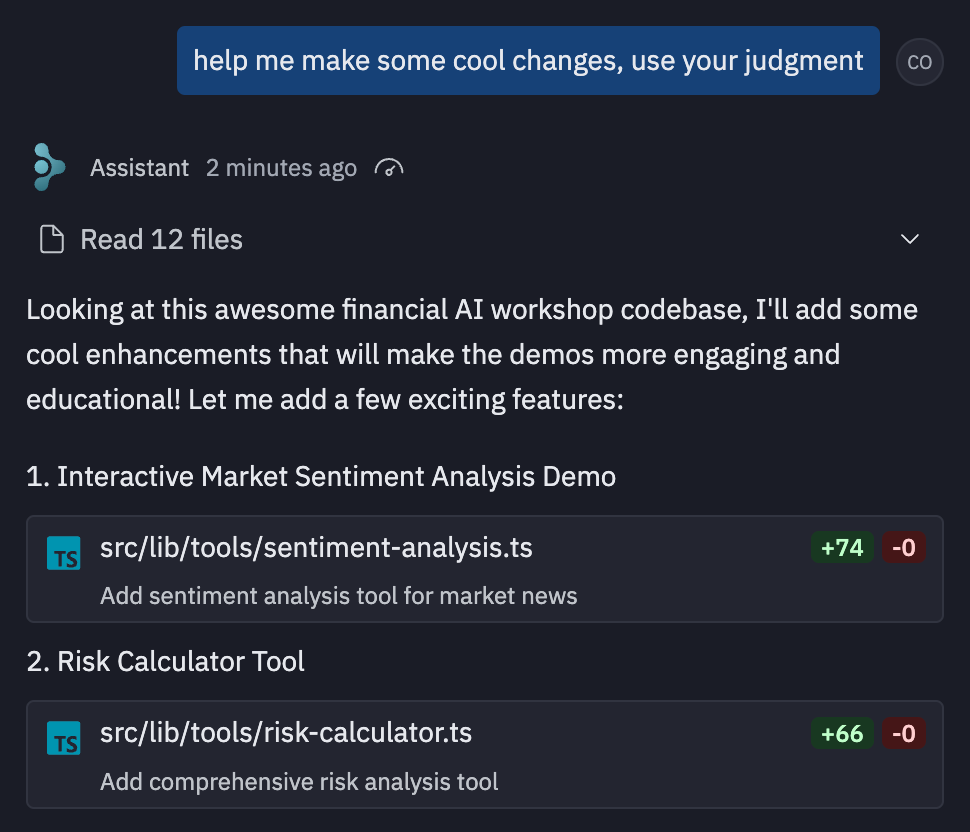 help me make some cool changes, use your judgment
CO
Assistant 2 minutes ago
Read 12 files
Looking at this awesome financial AI workshop codebase, I'll add some
cool enhancements that will make the demos more engaging and
educational! Let me add a few exciting features:
1. Interactive Market Sentiment Analysis Demo
TS src/lib/tools/sentiment-analysis.ts +74 -0
Add sentiment analysis tool for market news
2. Risk Calculator Tool
TS src/lib/tools/risk-calculator.ts +66 -0
Add comprehensive risk analysis tool